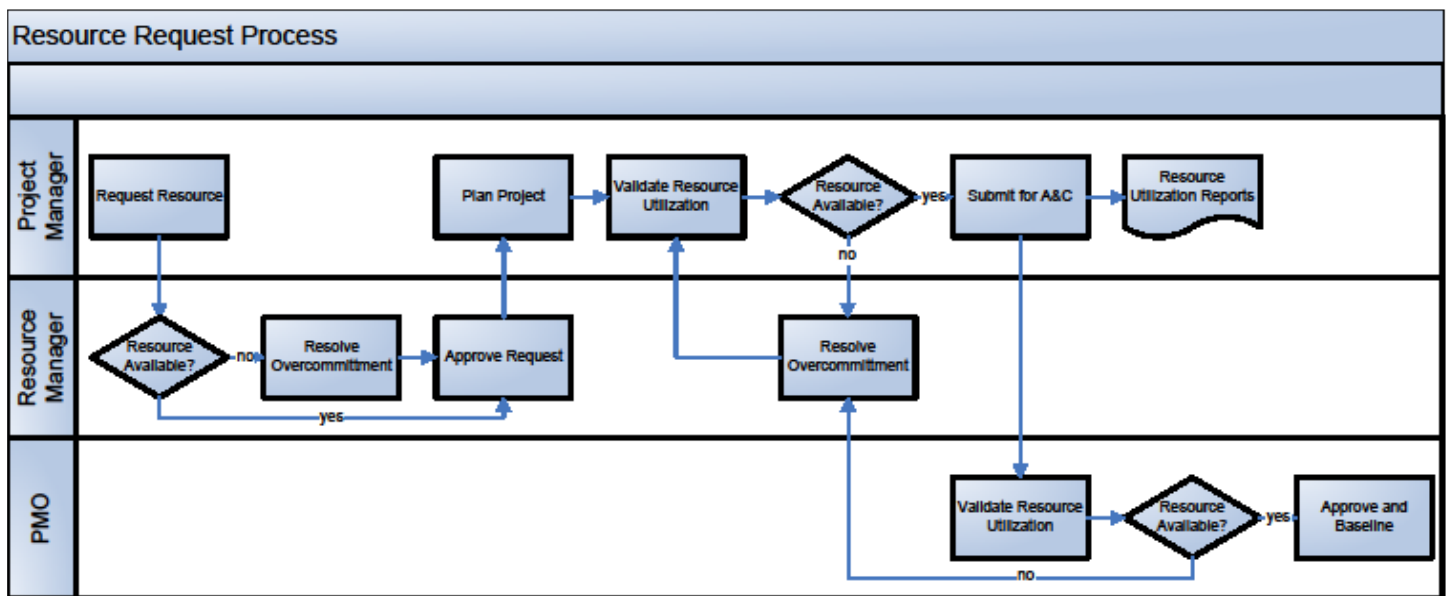 Resource Request Process
Project
Manager
Request Resource
Plan Project
Validate Resource
Utilization
Resource
Available?
yes
Submit for A&C
Resource
Utilization Reports
no
Resource
Manager
Resource
Available?
no
Resolve
Overcommittment
Approve Request
yes
Resolve
Overcommittment
PMO
Validate Resource
Utilization
Resource
Available?
yes
Approve and
Baseline
no